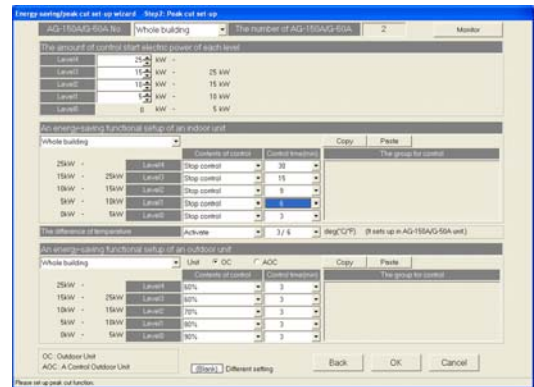 Energy-saving/peak cut set-up wizard Step2: Peak cut set-up
AG-150A/G-50A No Whole building The number of AG-150A/G-50A 2 Monitor
The amount of control start electric power of each level
Level4 25 kW -
Level3 15 kW - 25 kW
Level2 10 kW - 15 kW
Level1 5 kW - 10 kW
Level0 0 kW - 5 kW
An energy-saving functional setup of an indoor unit
Whole building Copy Paste
Contents of control Control time(min) The group for control
25kW - Level4 Stop control 30
15kW - 25kW Level3 Stop control 15
10kW - 15kW Level2 Stop control 9
5kW - 10kW Level1 Stop control 6
0kW - 5kW Level0 Stop control 3
The difference of temperature Activate 3 / 6 deg(°C/°F) (It sets up in AG-150A/G-50A unit.)
An energy-saving functional setup of an outdoor unit
Whole building Unit OC AOC Copy Paste
Contents of control Control time(min) The group for control
25kW - Level4 60% 3
15kW - 25kW Level3 60% 3
10kW - 15kW Level2 70% 3
5kW - 10kW Level1 80% 3
0kW - 5kW Level0 90% 3
OC : Outdoor Unit
AOC : A Control Outdoor Unit
(Blank) Different setting Back OK Cancel
Please set up peak cut function.